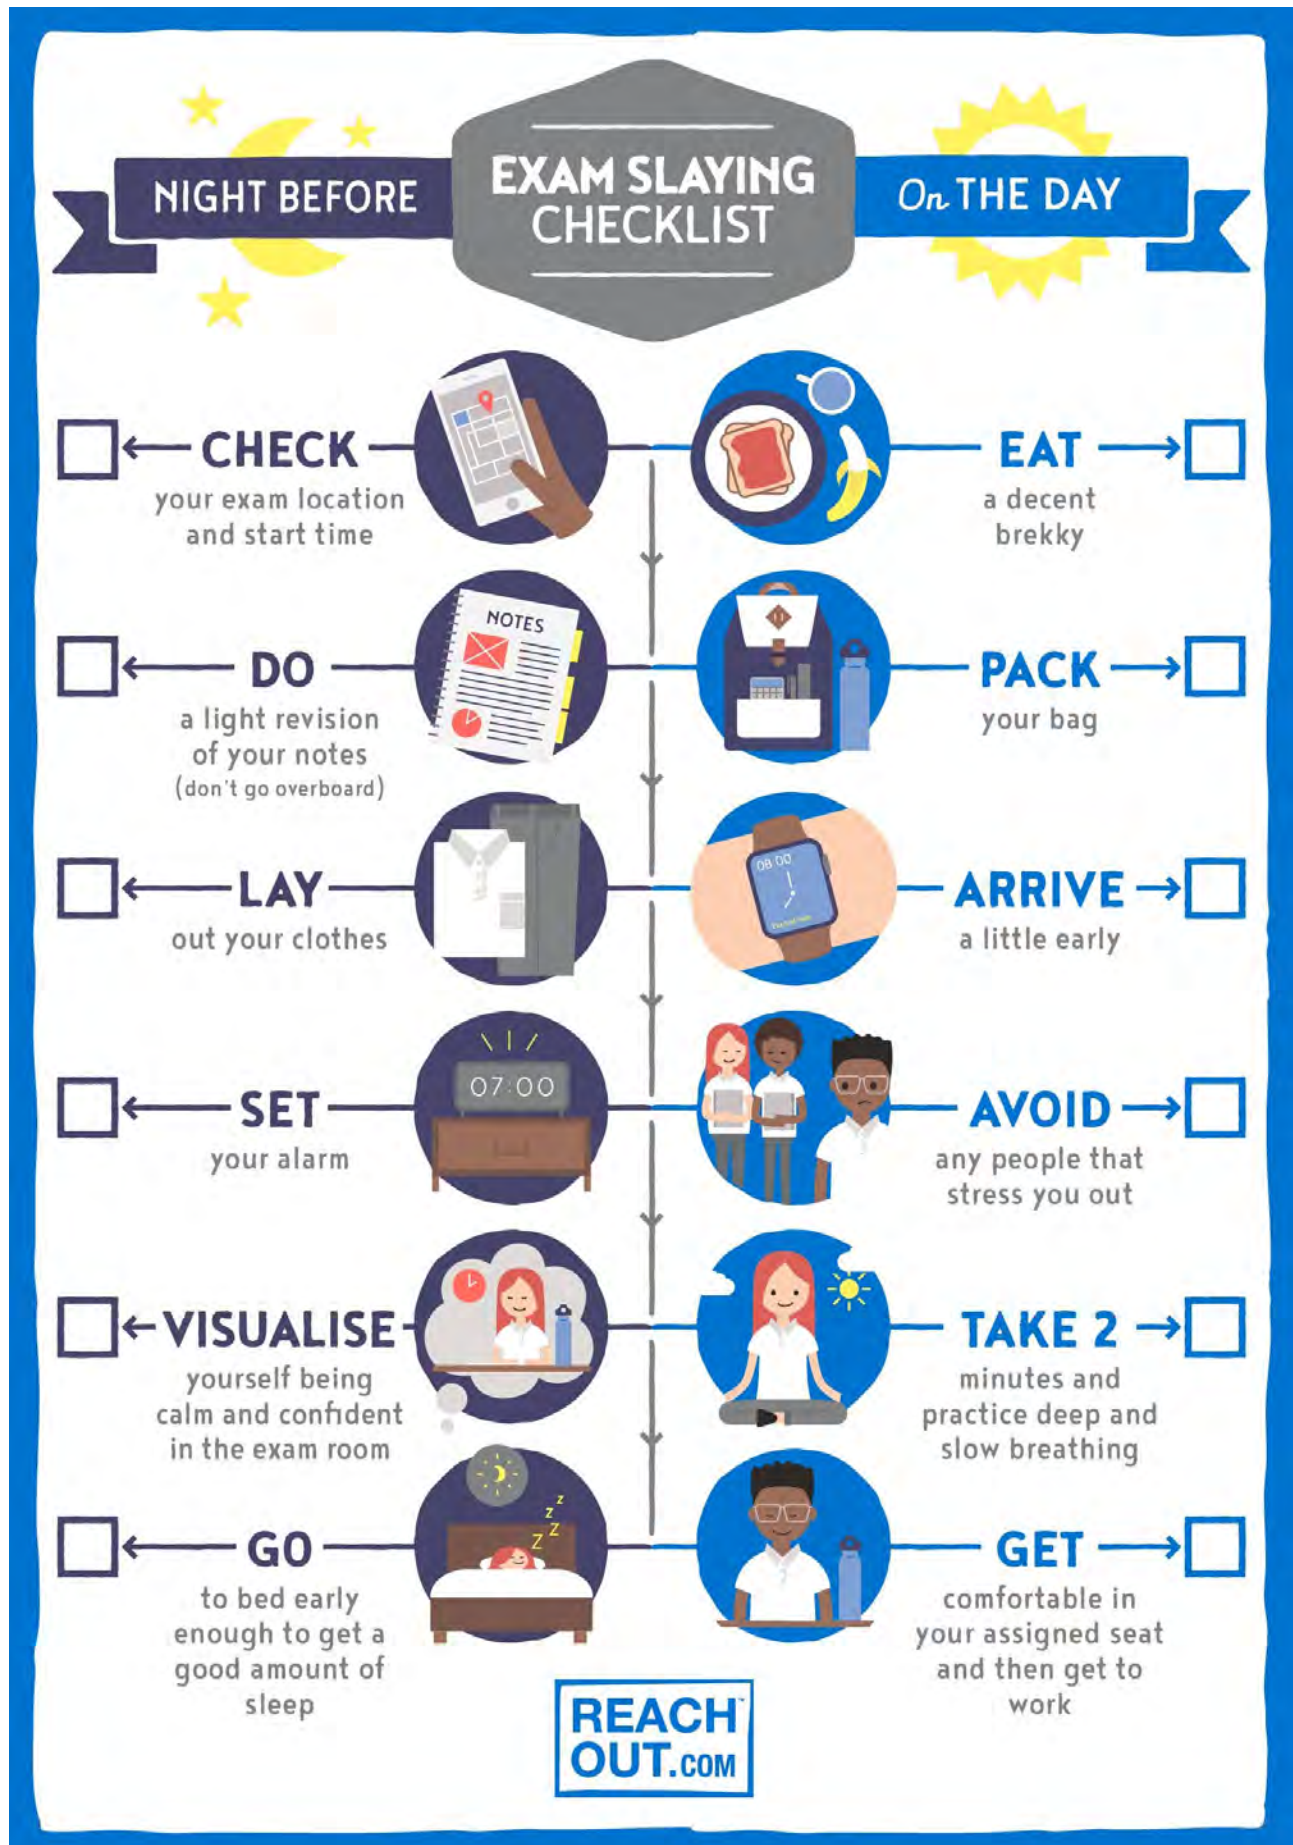 NIGHT BEFORE
EXAM SLAYING
CHECKLIST
On THE DAY
CHECK
your exam location
and start time
NOTES
DO
a light revision
of your notes
(don't go overboard)
LAY
out your clothes
07:00
SET
your alarm
VISUALISE
yourself being
calm and confident
in the exam room
z
z
Z
Z
GO
to bed early
enough to get a
good amount of
sleep
EAT
a decent
brekky
PACK
your bag
08 00
ARRIVE
a little early
AVOID
any people that
stress you out
TAKE 2
minutes and
practice deep and
slow breathing
GET
comfortable in
your assigned seat
and then get to
work
REACH™
OUT.COM